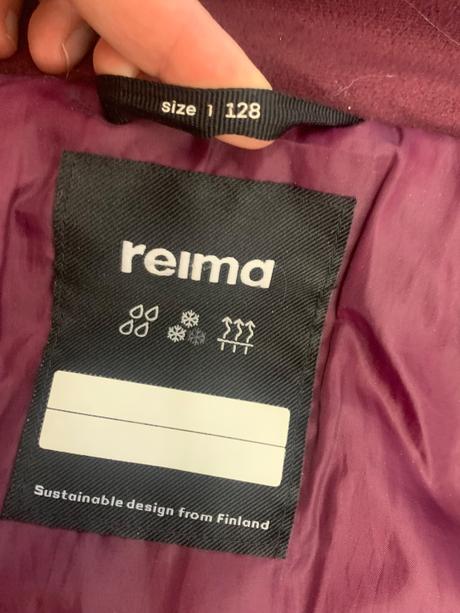 size | 128
reima
Sustainable design from Finland